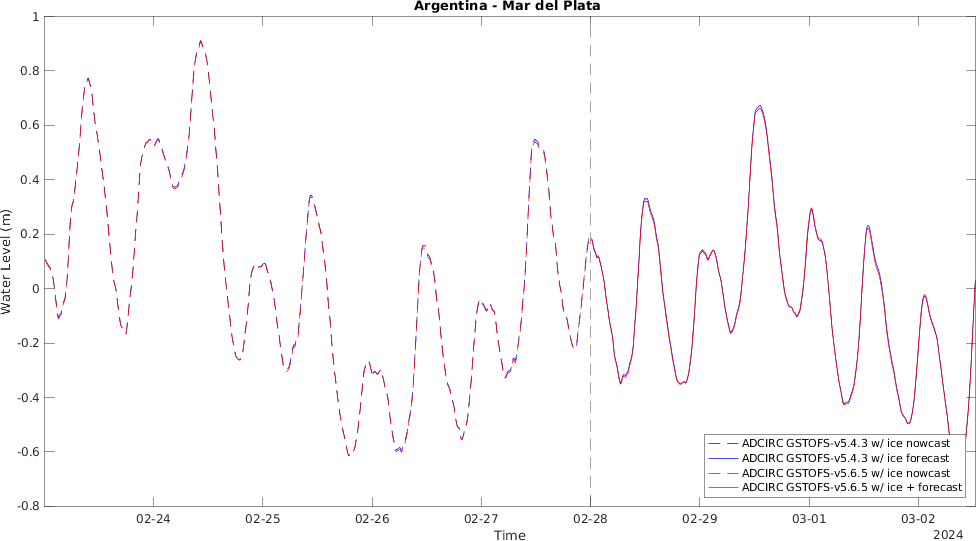 Argentina - Mar del Plata
1
0.8
0.6
0.4
0.2
0
-0.2
-0.4
-0.6
-0.8
Water Level (m)
ADCIRC GSTOFS-v5.4.3 w/ ice nowcast
ADCIRC GSTOFS-v5.4.3 w/ ice forecast
ADCIRC GSTOFS-v5.6.5 w/ ice nowcast
ADCIRC GSTOFS-v5.6.5 w/ ice + forecast
02-24 02-25 02-26 02-27 02-28 02-29 03-01 03-02
Time 2024